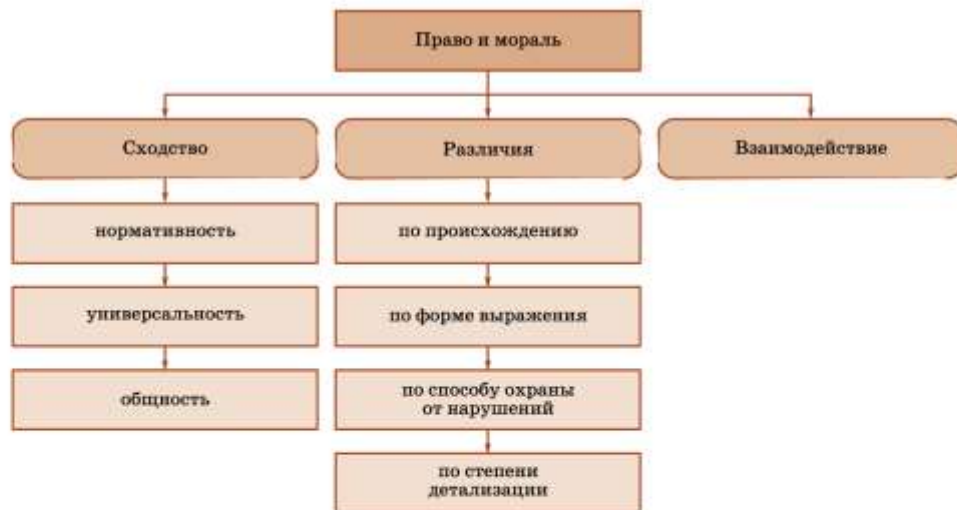 Право и мораль
Сходство
Различия
Взаимодействие
нормативность
по происхождению
универсальность
по форме выражения
общность
по способу охраны
от нарушений
по степени
детализации